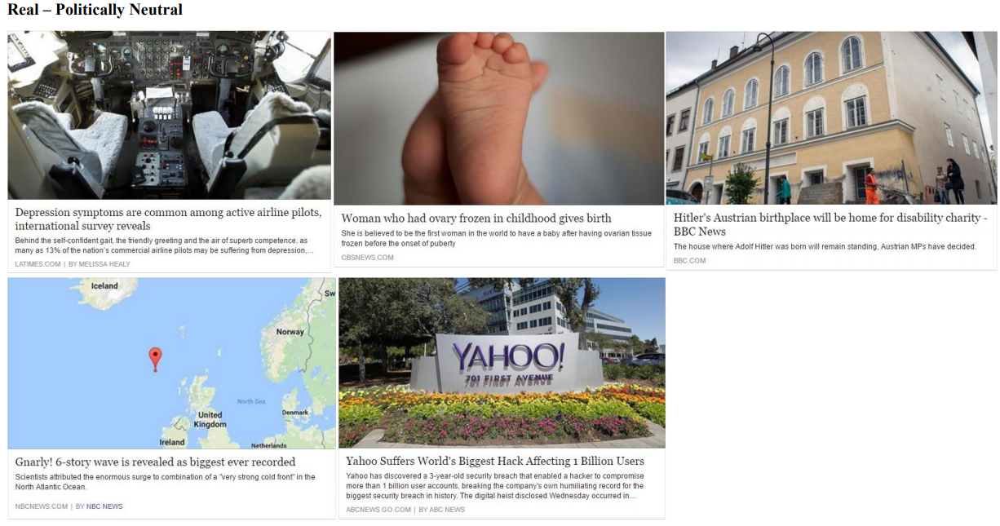 Real – Politically Neutral
Depression symptoms are common among active airline pilots,
international survey reveals
Behind the self-confident gait, the friendly greeting and the air of superb competence, as
many as 13% of the nation's commercial airline pilots may be suffering from depression,...
LATIMES.COM | BY MELISSA HEALY
Woman who had ovary frozen in childhood gives birth
She is believed to be the first woman in the world to have a baby after having ovarian tissue
frozen before the onset of puberty
CBSNEWS.COM
Hitler's Austrian birthplace will be home for disability charity -
BBC News
The house where Adolf Hitler was born will remain standing, Austrian MPs have decided.
BBC.COM
Iceland
Sw
Norway
North Sea
United
Kingdom
Denmark
Ireland
Netherlands
Gnarly! 6-story wave is revealed as biggest ever recorded
Scientists attributed the enormous surge to combination of a "very strong cold front" in the
North Atlantic Ocean.
NBCNEWS.COM | BY NBC NEWS
YAHOO!
701 FIRST AVENUE
Yahoo Suffers World's Biggest Hack Affecting 1 Billion Users
Yahoo has discovered a 3-year-old security breach that enabled a hacker to compromise
more than 1 billion user accounts, breaking the company's own humiliating record for the
biggest security breach in history. The digital heist disclosed Wednesday occurred in...
ABCNEWS.GO.COM | BY ABC NEWS